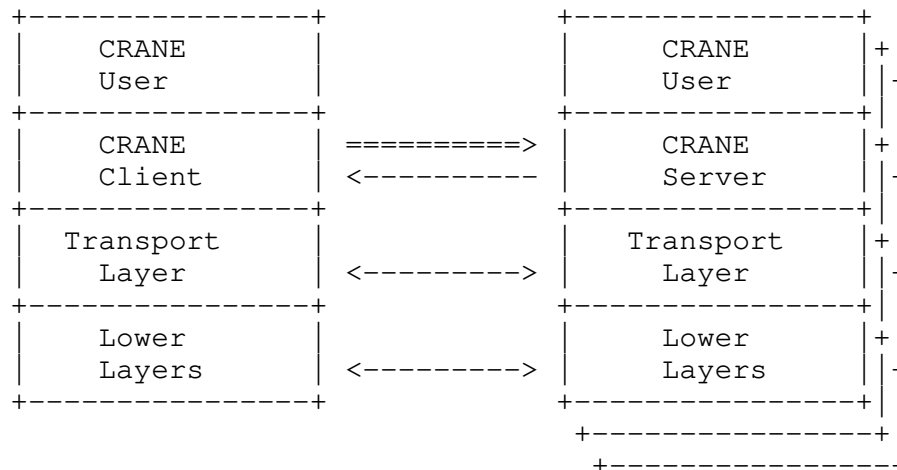 CRANE CRANE
User User
CRANE ==========> CRANE
Client <---------- Server
Transport Transport
Layer <---------> Layer
Lower Lower
Layers <---------> Layers